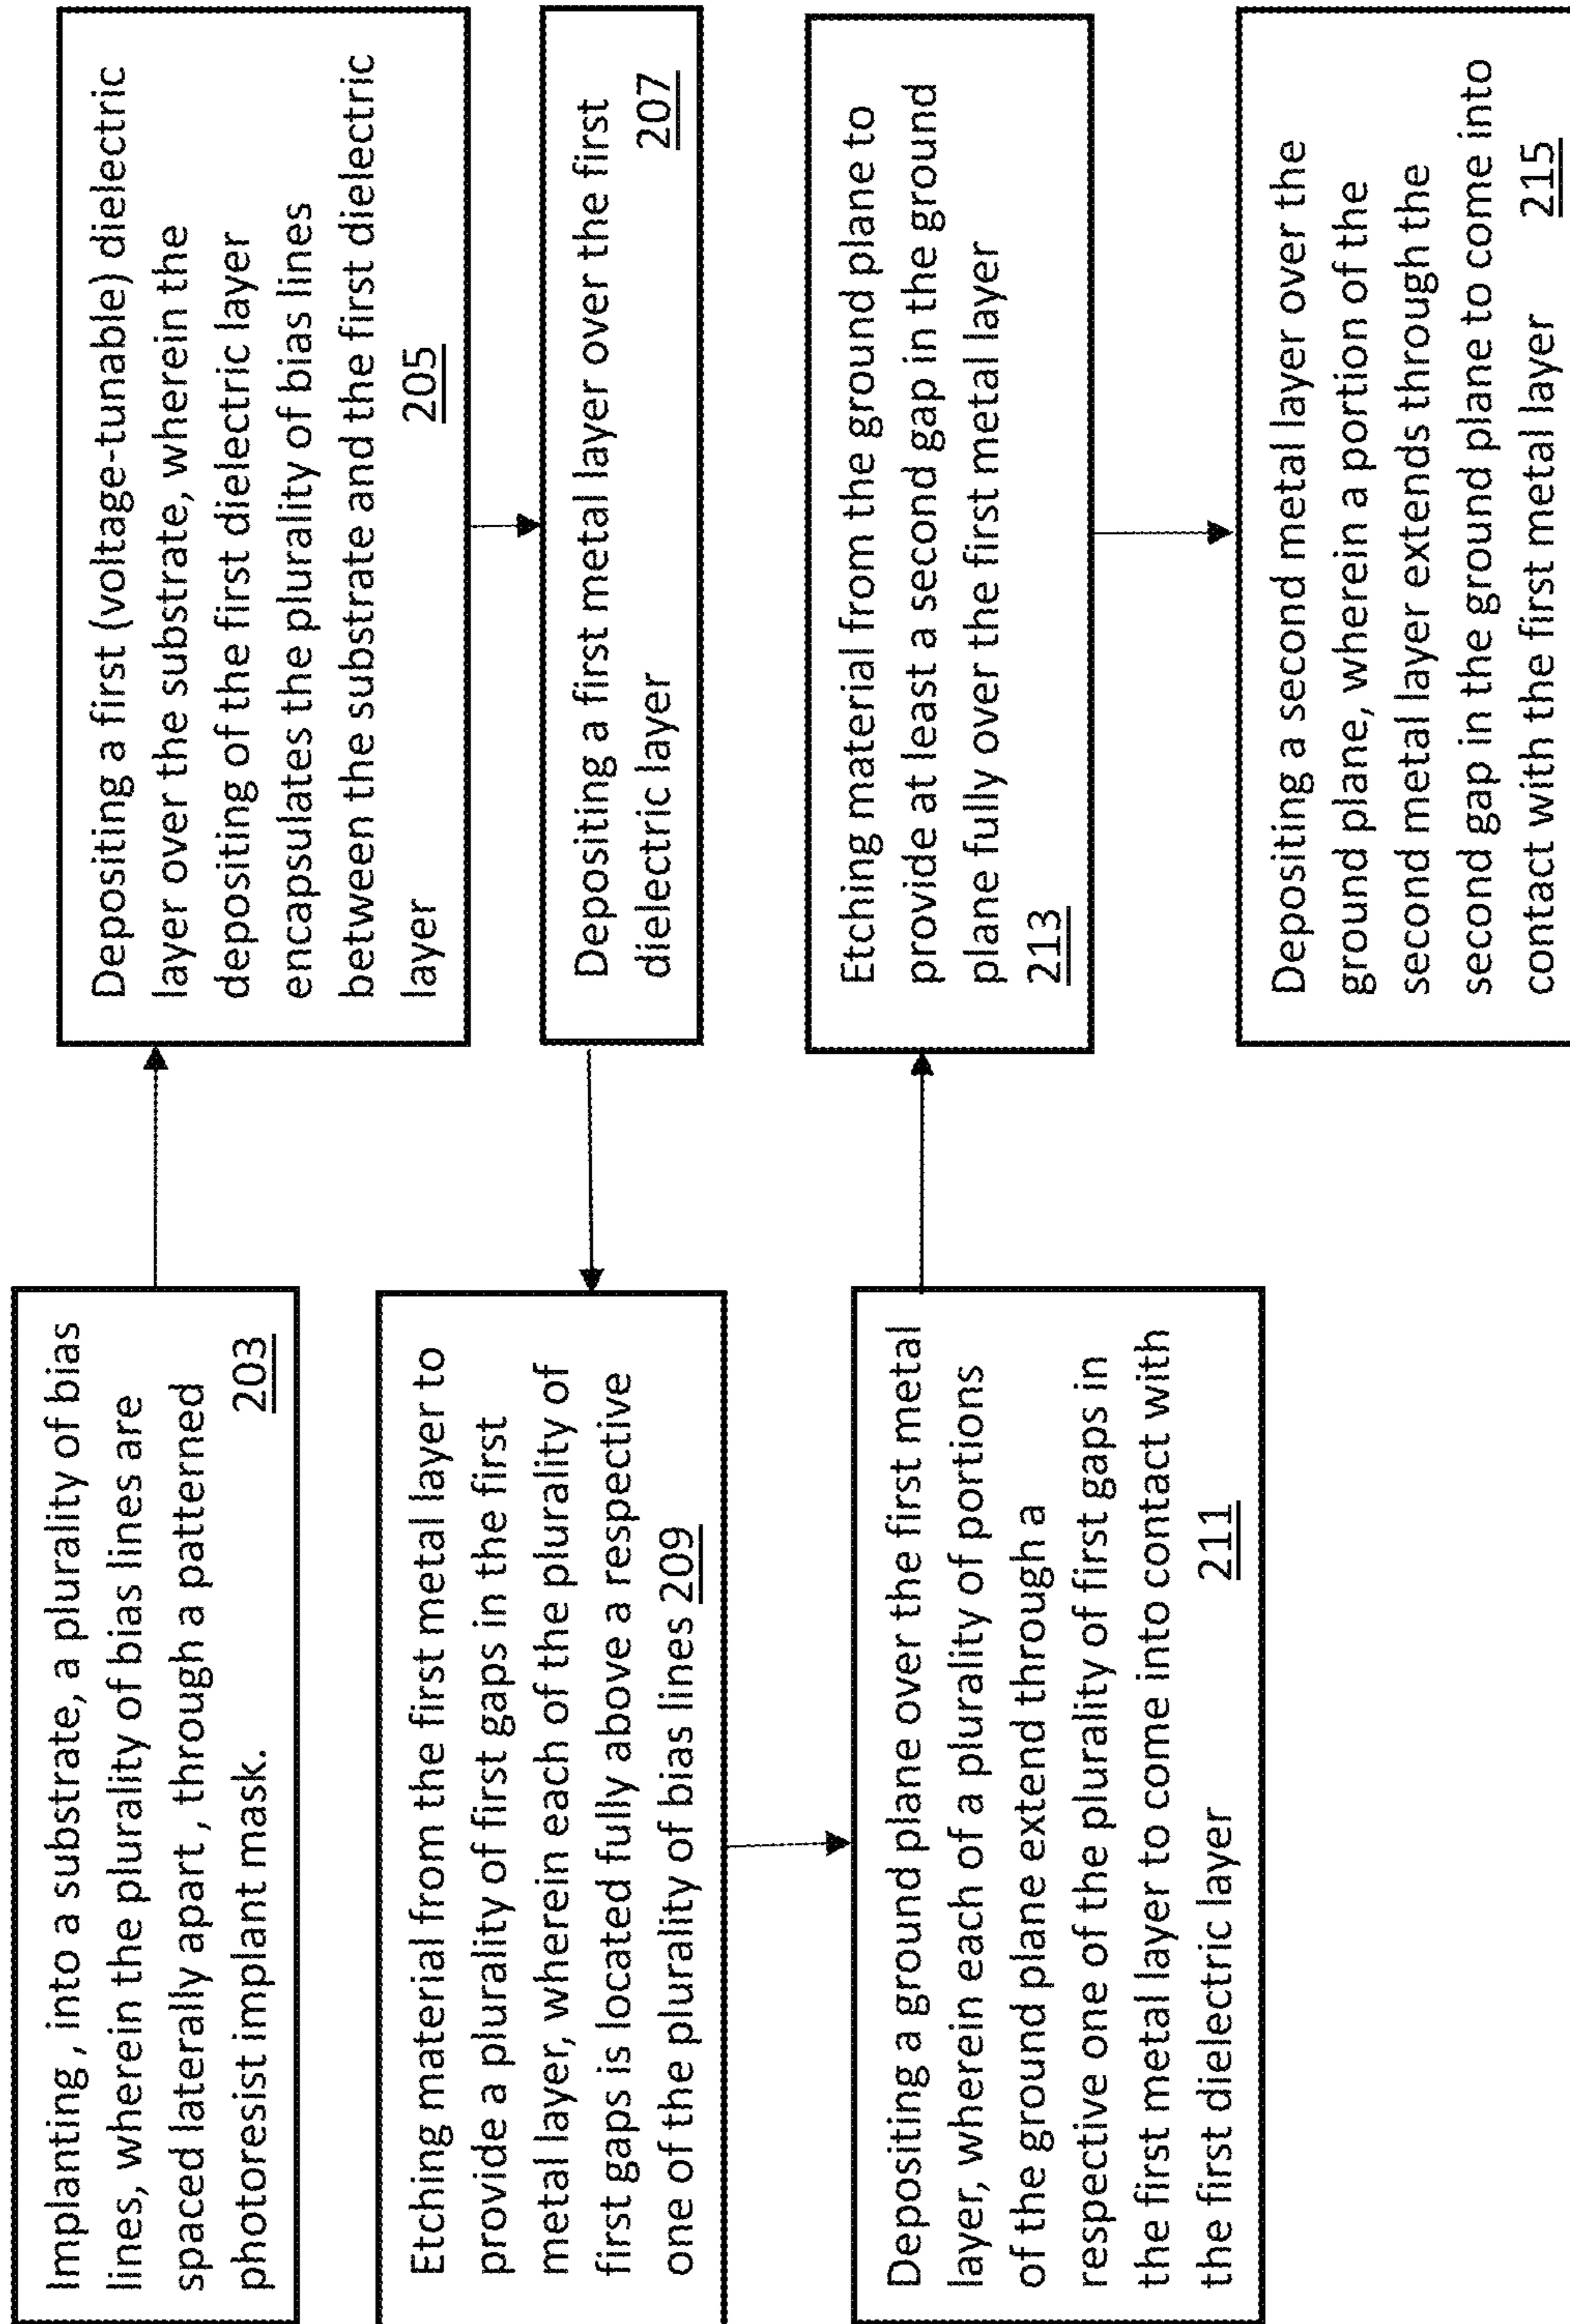 Implanting , into a substrate, a plurality of bias
lines, wherein the plurality of bias lines are
spaced laterally apart , through a patterned
photoresist implant mask.
203
Depositing a first (voltage-tunable) dielectric
layer over the substrate, wherein the
depositing of the first dielectric layer
encapsulates the plurality of bias lines
between the substrate and the first dielectric
layer
205
Depositing a first metal layer over the first
dielectric layer
207
Etching material from the first metal layer to
provide a plurality of first gaps in the first
metal layer, wherein each of the plurality of
first gaps is located fully above a respective
one of the plurality of bias lines 209
Depositing a ground plane over the first metal
layer, wherein each of a plurality of portions
of the ground plane extend through a
respective one of the plurality of first gaps in
the first metal layer to come into contact with
the first dielectric layer
211
Etching material from the ground plane to
provide at least a second gap in the ground
plane fully over the first metal layer
213
Depositing a second metal layer over the
ground plane, wherein a portion of the
second metal layer extends through the
second gap in the ground plane to come into
contact with the first metal layer 215